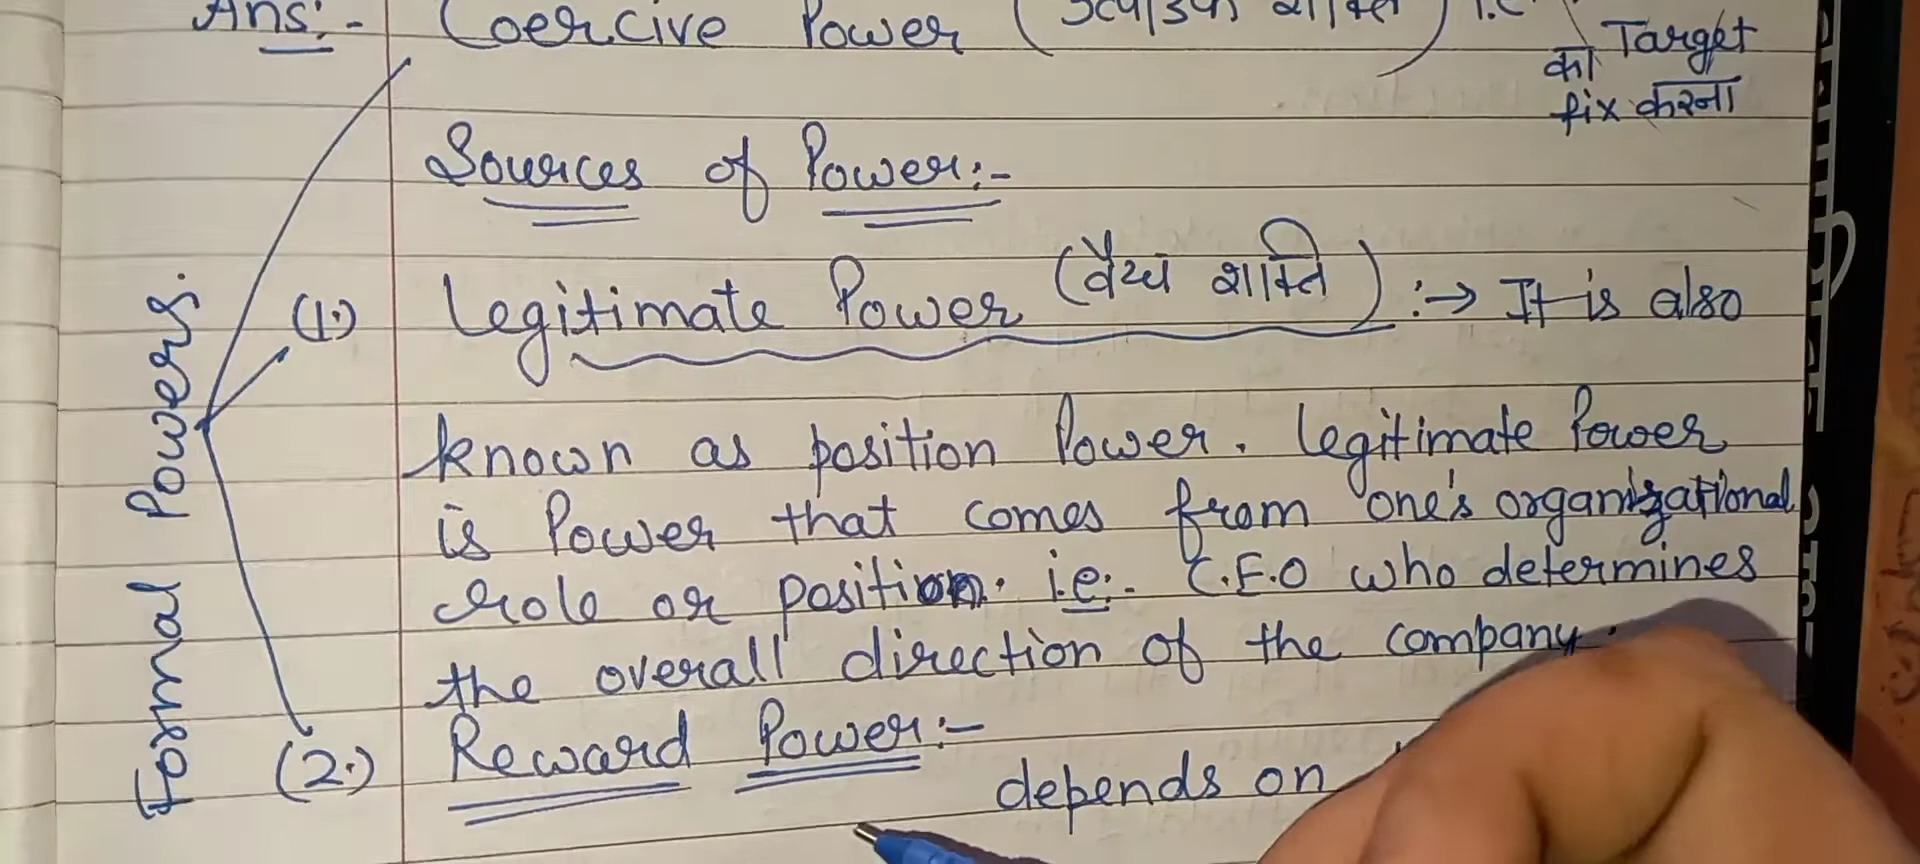 Ans:- Coercive Power (उत्पीड़क शक्ति) i.e
Target
का
fix करना
Sources of Power:-
Formal Powers.
(1.) Legitimate Power (वैध शक्ति) :→ It is also
known as position Power. Legitimate Power
is Power that comes from one's organizational
role or position. i.e:- C.E.O who determines
the overall direction of the company.
(2.) Reward Power:-
depends on